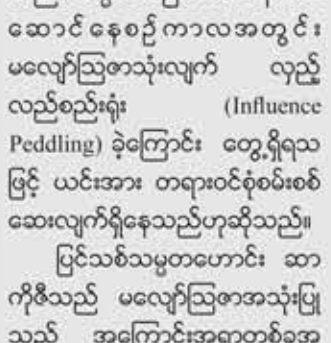 ဆောင်နေစဉ်ကာလအတွင်း
မလျော်ဩဇာသုံးလျက် လှည့်
လည်စည်းရုံး (Influence
Peddling) ခဲ့ကြောင်း တွေ့ရှိရသ
ဖြင့် ယင်းအား တရားဝင်စုံစမ်းစစ်
ဆေးလျက်ရှိနေသည်ဟုဆိုသည်။
ပြင်သစ်သမ္မတဟောင်း ဆာ
ကိုဇီသည် မလျော်ဩဇာအသုံးပြု
သည့် အကြောင်းအရာတစ်ခုအ